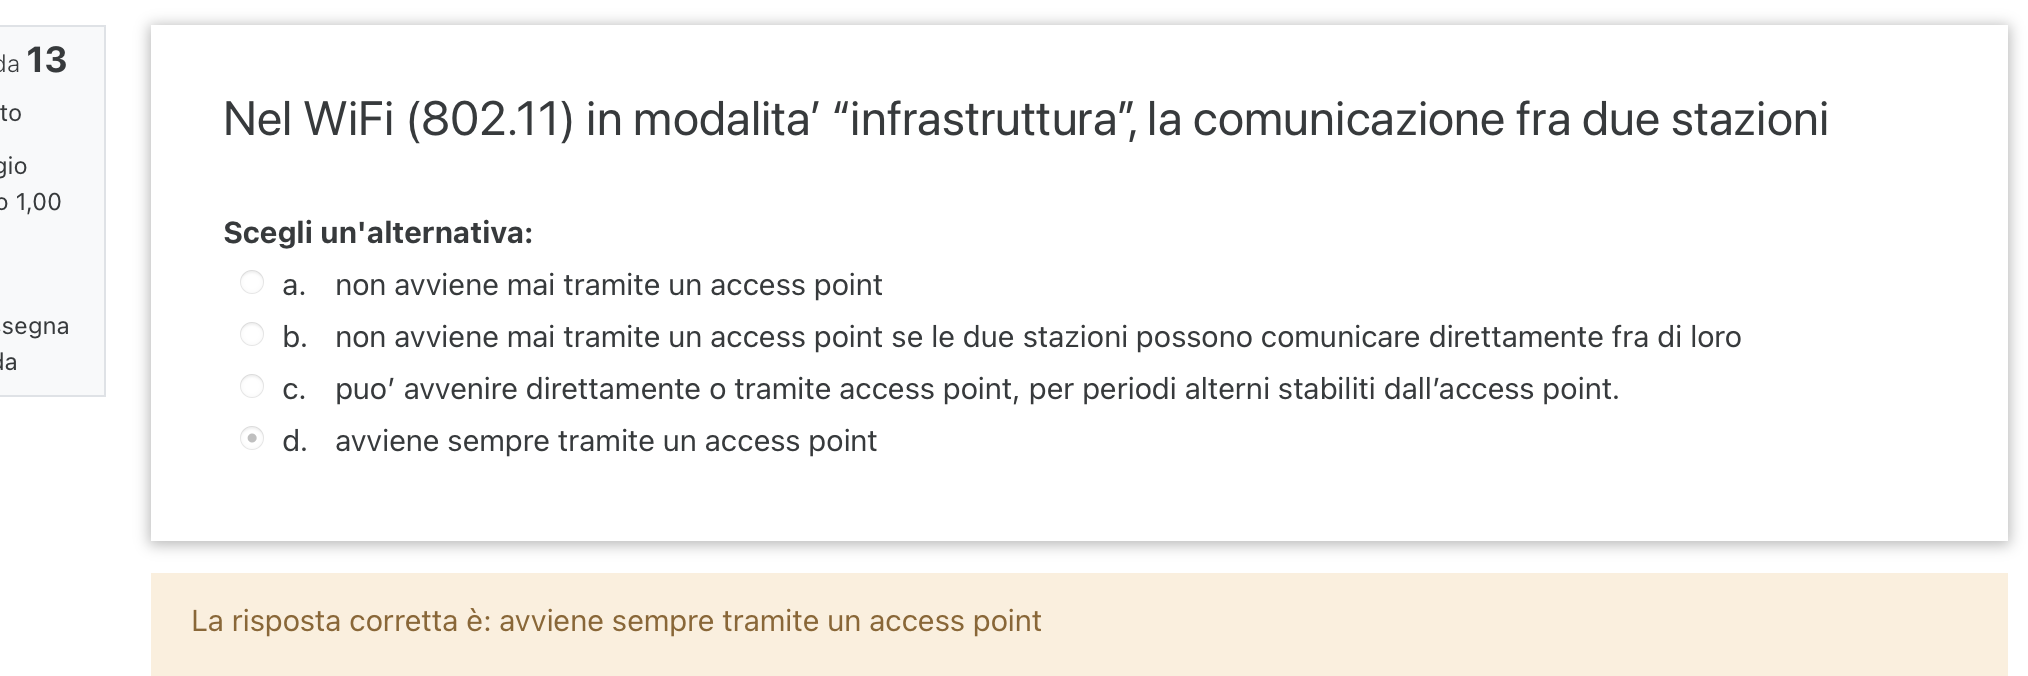 da 13
to
gio
o 1,00
segna
da
Nel WiFi (802.11) in modalita’ “infrastruttura”, la comunicazione fra due stazioni
Scegli un'alternativa:
a. non avviene mai tramite un access point
b. non avviene mai tramite un access point se le due stazioni possono comunicare direttamente fra di loro
c. puo’ avvenire direttamente o tramite access point, per periodi alterni stabiliti dall’access point.
d. avviene sempre tramite un access point
La risposta corretta è: avviene sempre tramite un access point